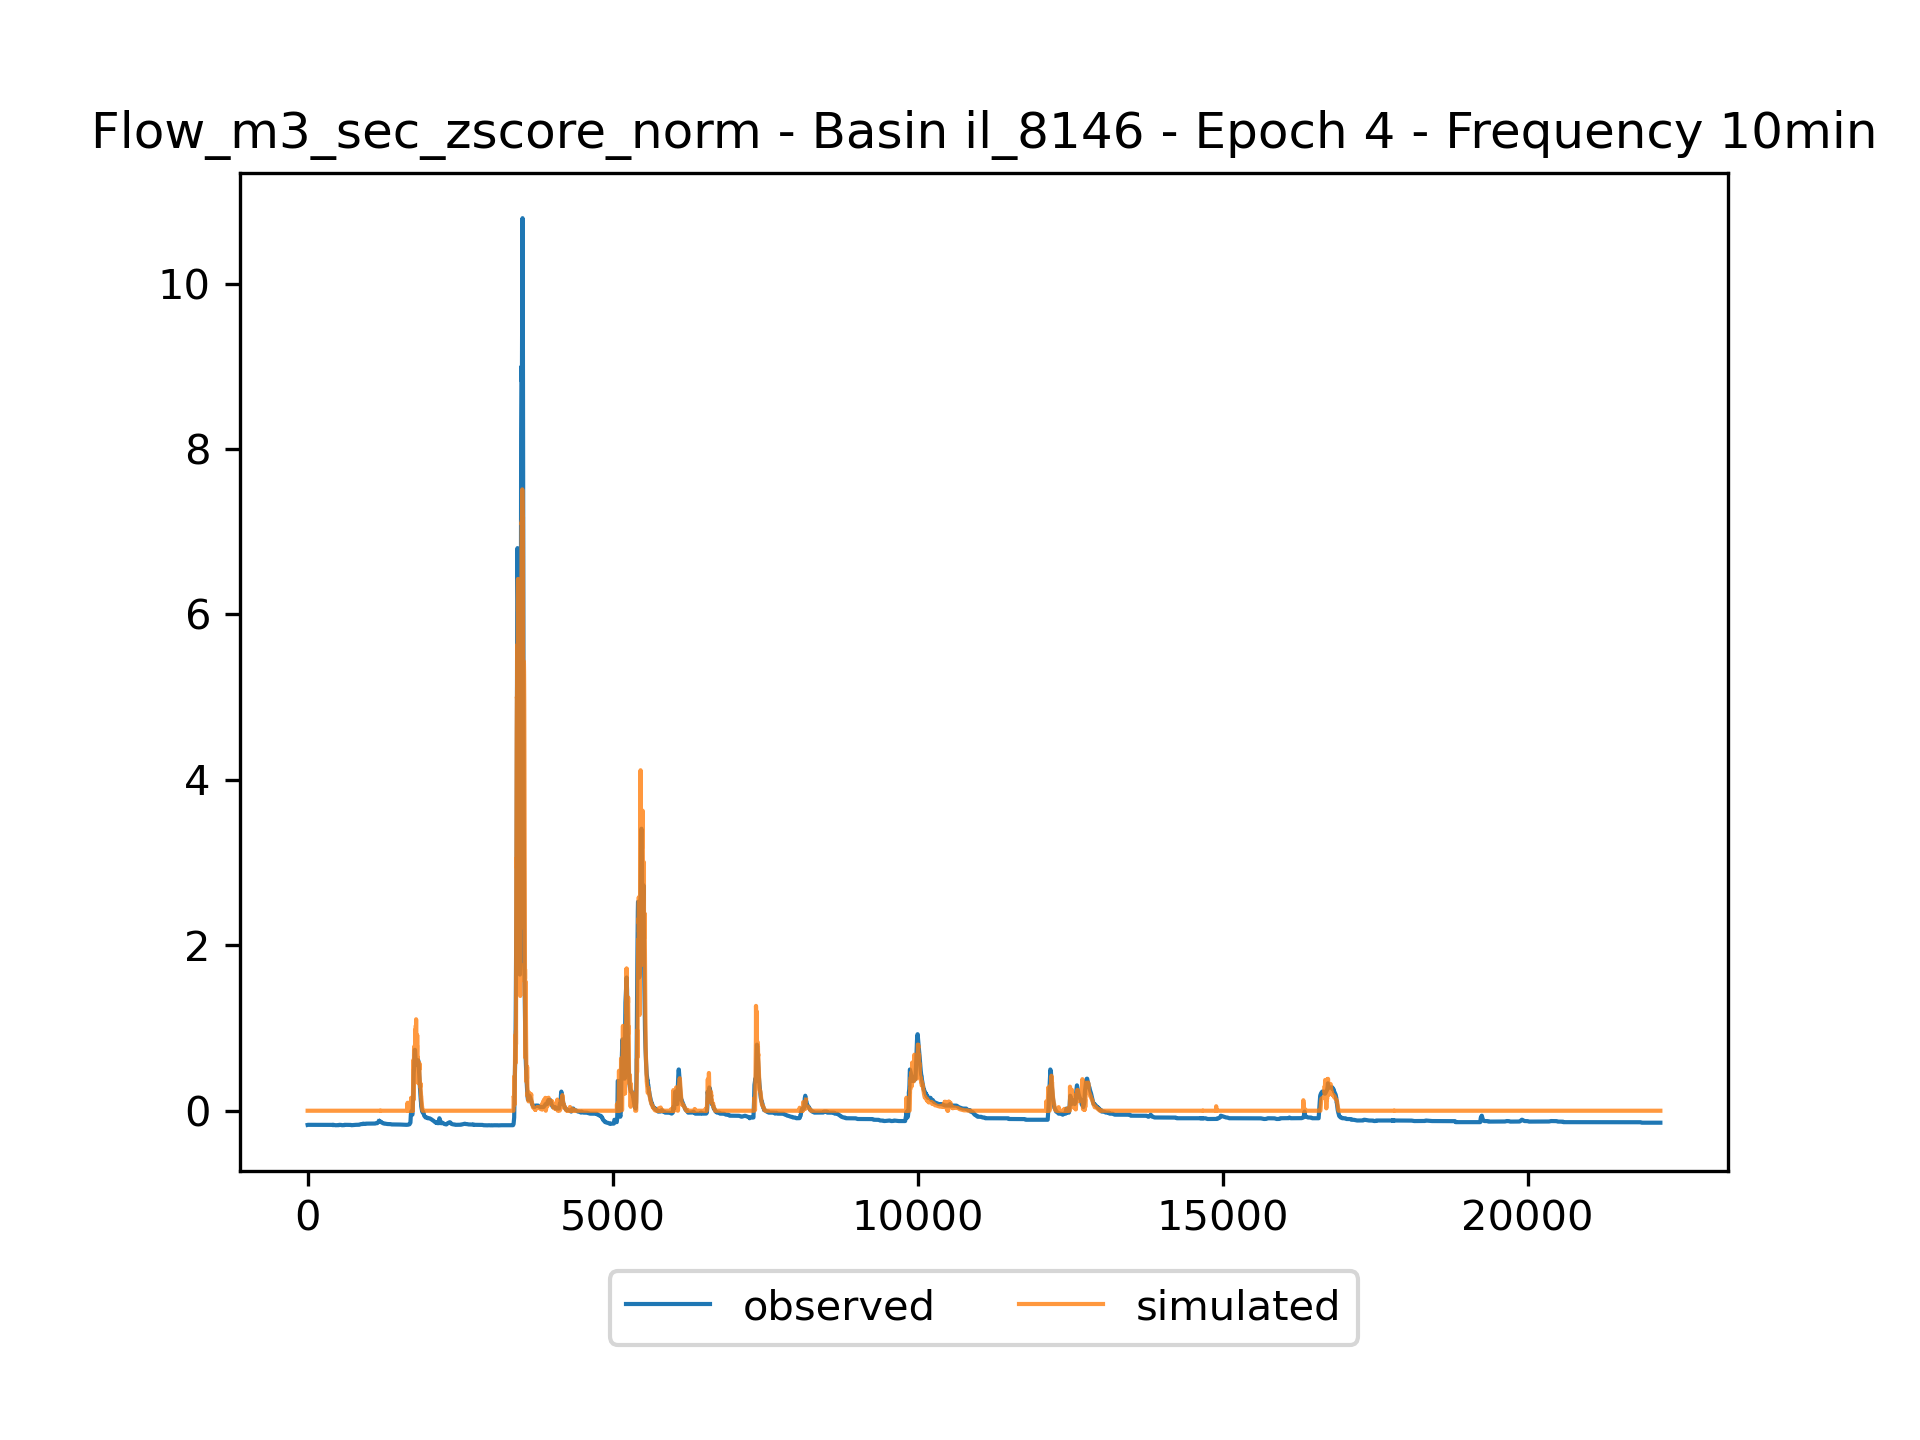 Flow_m3_sec_zscore_norm - Basin il_8146 - Epoch 4 - Frequency 10min
10
8
6
4
2
0
0 5000 10000 15000 20000
observed simulated